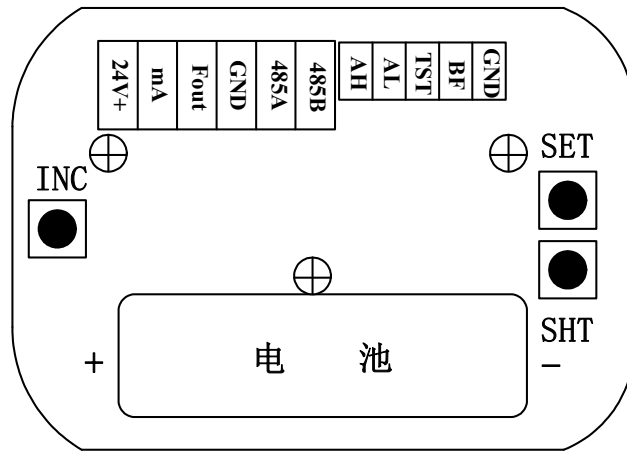 24V+ mA Fout GND 485A 485B AH AL TST BF GND
SET
INC
SHT
+ 电 池 -